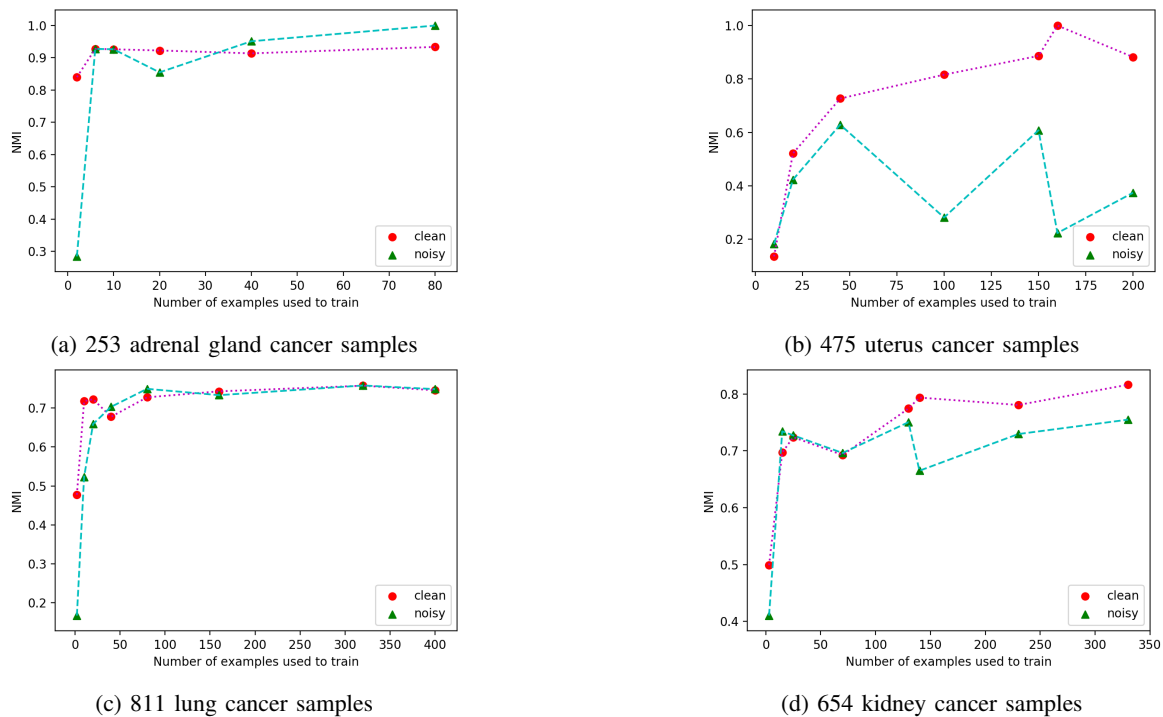 1.0
0.9
0.8
0.7
0.6
0.5
0.4
0.3
NMI
clean
noisy
0 10 20 30 40 50 60 70 80
Number of examples used to train
(a) 253 adrenal gland cancer samples
1.0
0.8
0.6
0.4
0.2
NMI
clean
noisy
0 25 50 75 100 125 150 175 200
Number of examples used to train
(b) 475 uterus cancer samples
0.7
0.6
0.5
0.4
0.3
0.2
NMI
clean
noisy
0 50 100 150 200 250 300 350 400
Number of examples used to train
(c) 811 lung cancer samples
0.8
0.7
0.6
0.5
0.4
NMI
clean
noisy
0 50 100 150 200 250 300 350
Number of examples used to train
(d) 654 kidney cancer samples